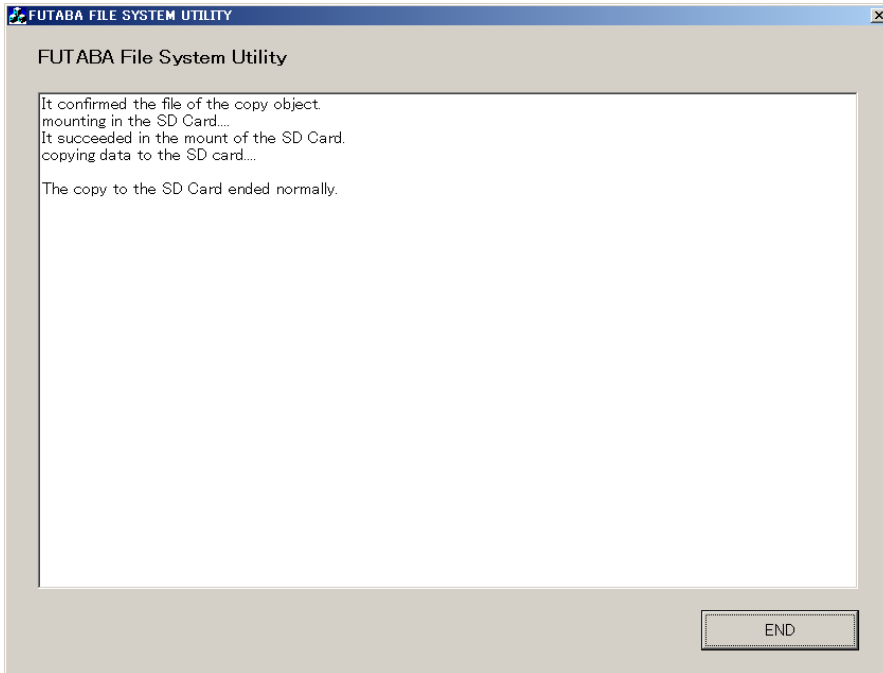 FUTABA FILE SYSTEM UTILITY
FUTABA File System Utility
It confirmed the file of the copy object.
mounting in the SD Card....
It succeeded in the mount of the SD Card.
copying data to the SD card....
The copy to the SD Card ended normally.
END